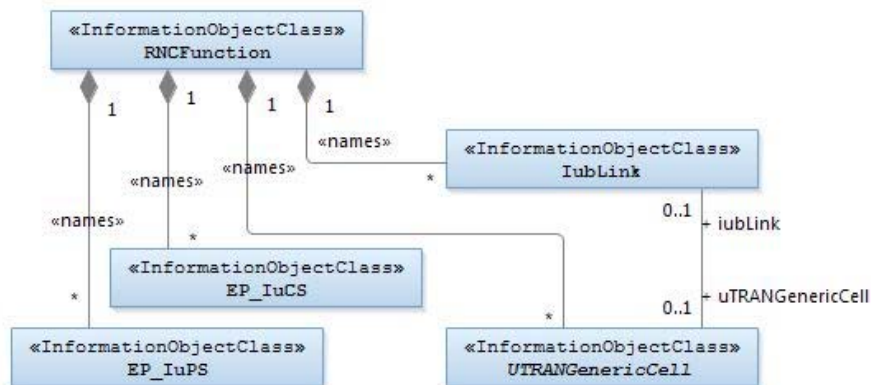 «InformationObjectClass»
RNCFunction
1
1
1
1
«names»
«InformationObjectClass»
IubLink
*
«names»
«names»
«names»
0..1
+ iubLink
*
«InformationObjectClass»
EP_IuCS
*
+ uTRANGenericCell
0..1
*
«InformationObjectClass»
EP_IuPS
«InformationObjectClass»
UTRANGenericCell